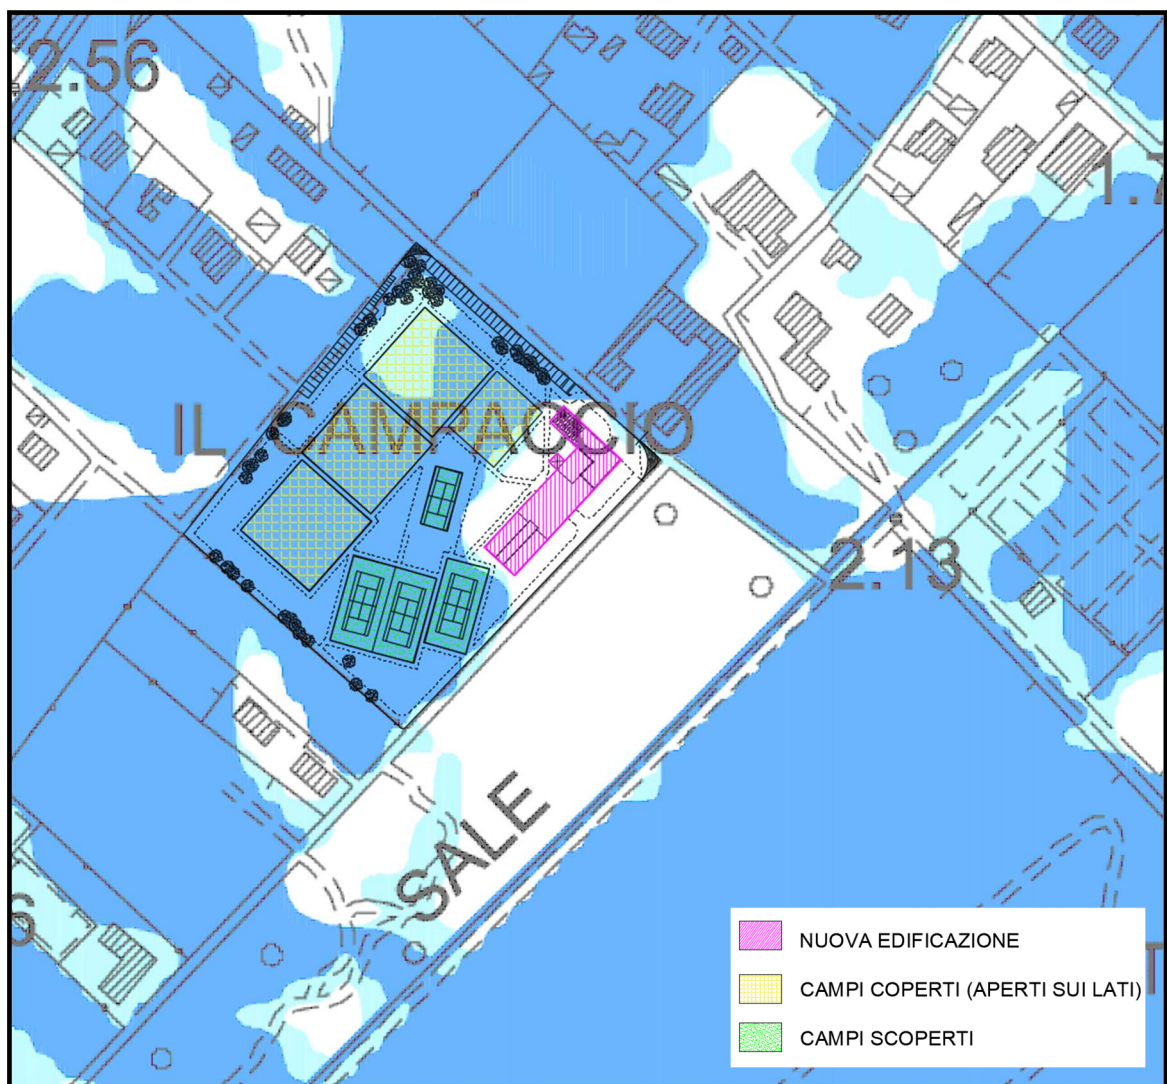 2.56
IL CAMPACCIO
2.13
SALE
NUOVA EDIFICAZIONE
CAMPI COPERTI (APERTI SUI LATI)
CAMPI SCOPERTI